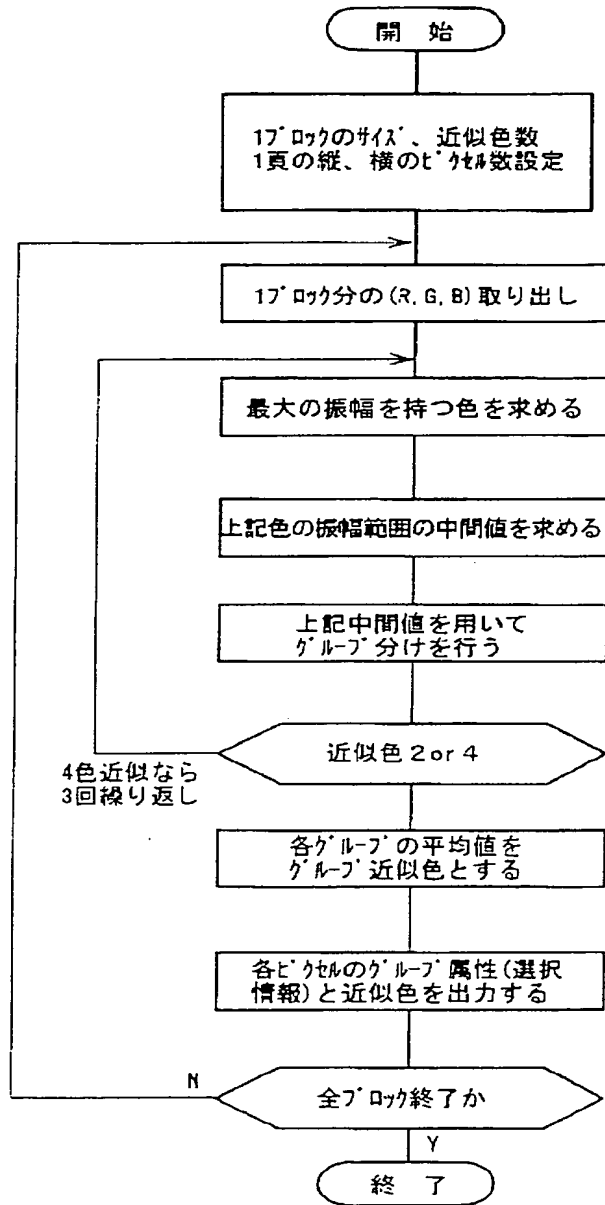 開 始
1ブロックのサイズ、近似色数
1頁の縦、横のピクセル数設定
1ブロック分の(R,G,B)取り出し
最大の振幅を持つ色を求める
上記色の振幅範囲の中間値を求める
上記中間値を用いて
グループ分けを行う
近似色2or4
4色近似なら
3回繰り返し
各グループの平均値を
グループ近似色とする
各ピクセルのグループ属性(選択
情報)と近似色を出力する
N
全ブロック終了か
Y
終 了